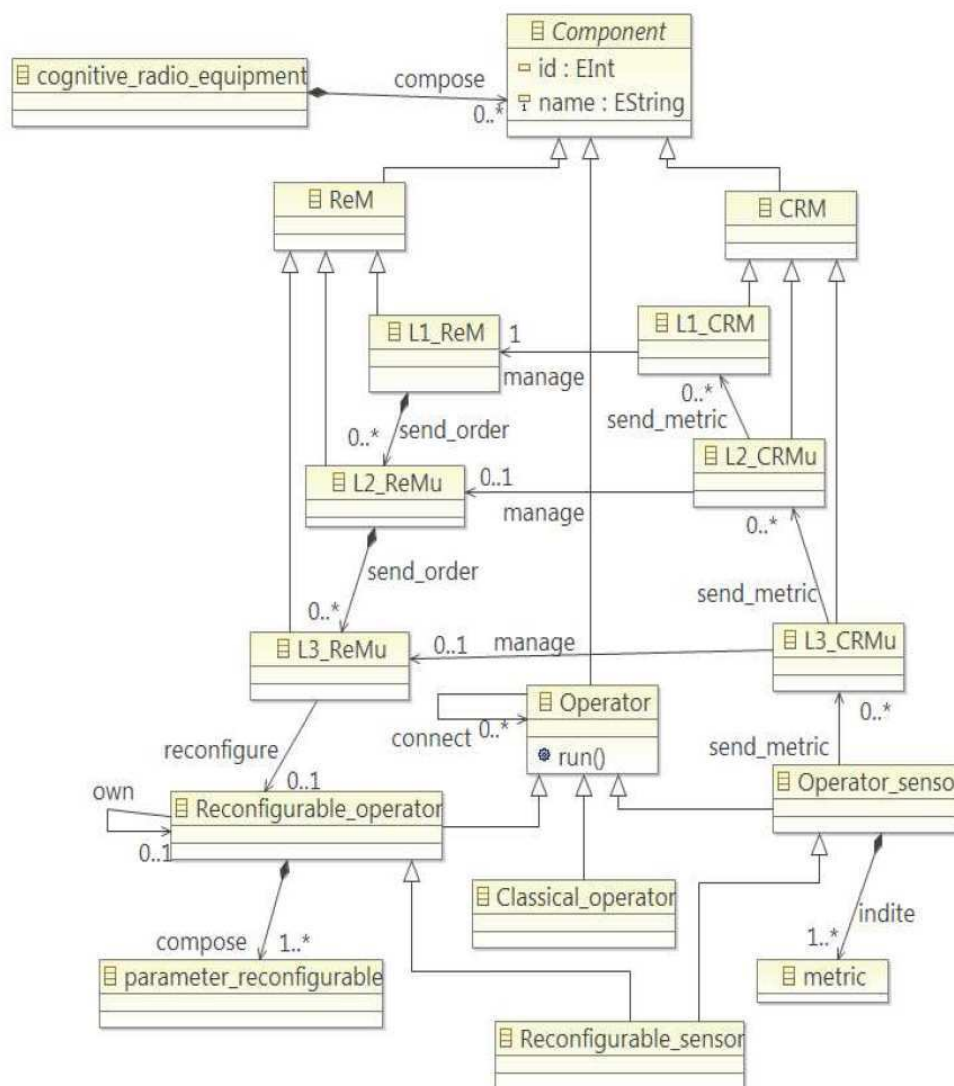 Component
id : EInt
name : EString
cognitive_radio_equipment
compose
0..*
ReM
CRM
L1_ReM
1
manage
L1_CRM
0..*
send_metric
0..*
send_order
L2_ReMu
0..1
manage
L2_CRMu
0..*
send_order
send_metric
0..*
L3_ReMu
0..1
manage
L3_CRMu
0..*
Operator
connect
0..*
run()
send_metric
reconfigure
0..1
own
0..1
Reconfigurable_operator
Operator_sensor
Classical_operator
indite
1..*
compose
1..*
parameter_reconfigurable
metric
Reconfigurable_sensor